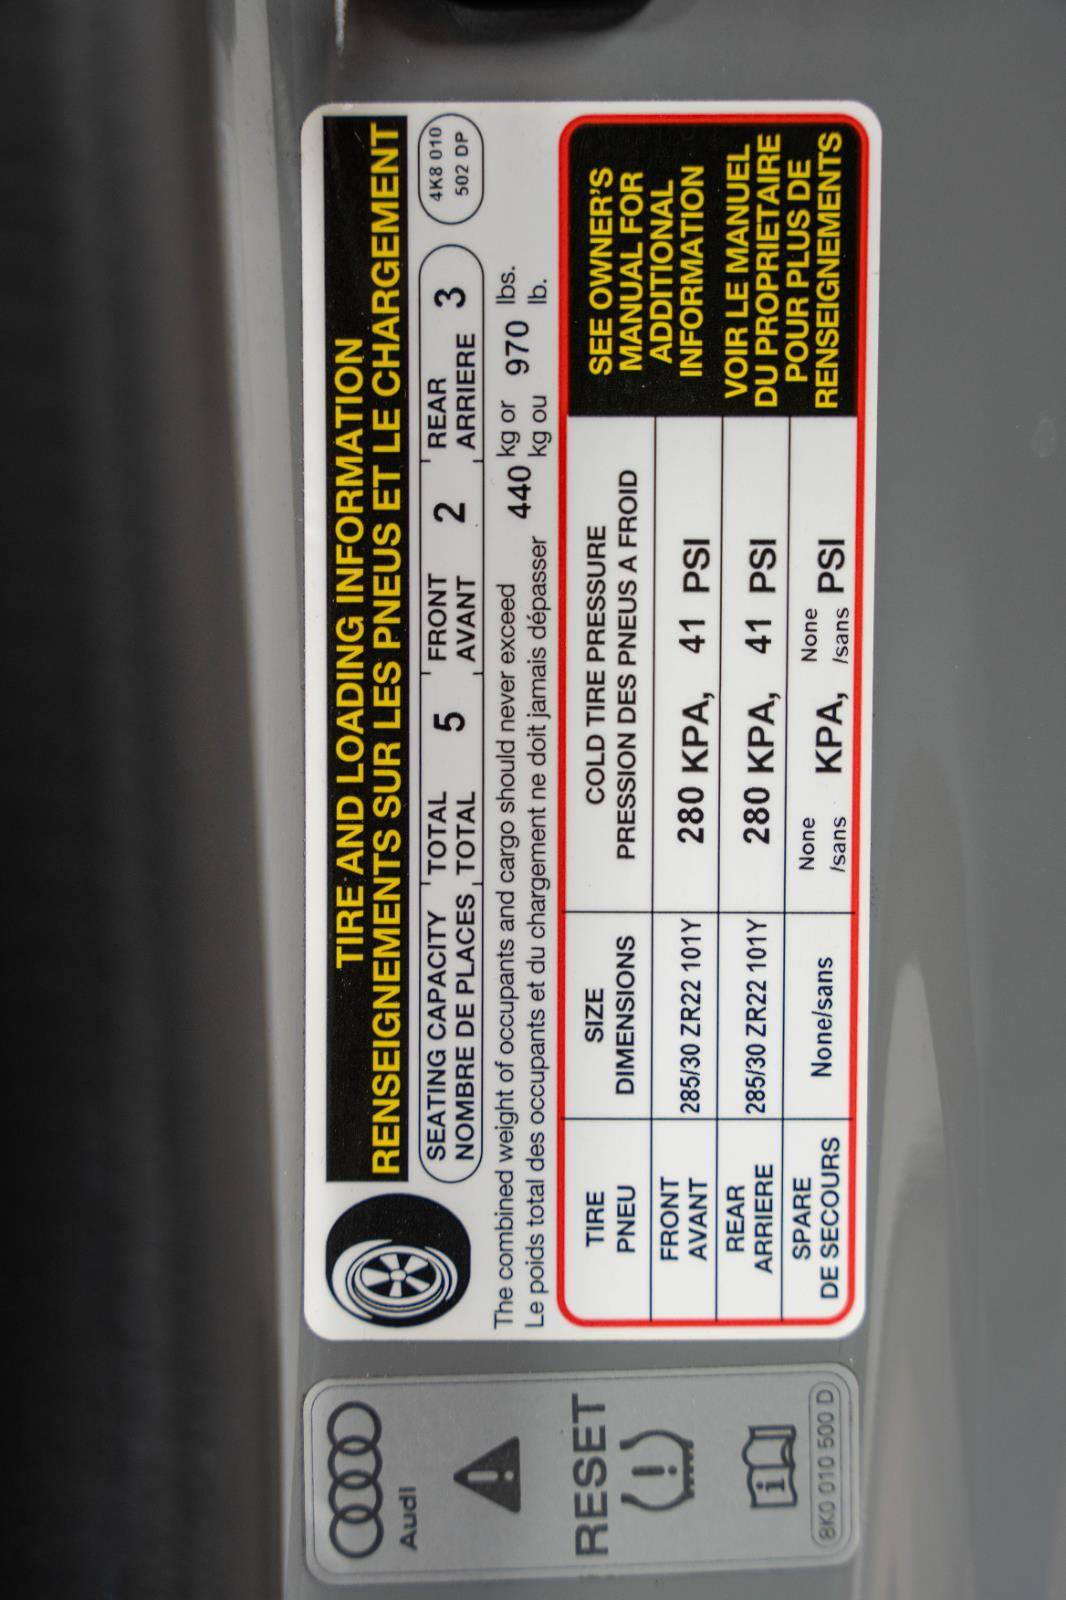 TIRE AND LOADING INFORMATION
RENSEIGNEMENTS SUR LES PNEUS ET LE CHARGEMENT
SEATING CAPACITY TOTAL 5 FRONT 2 REAR 3
NOMBRE DE PLACES TOTAL AVANT ARRIERE
4K8 010
502 DP
The combined weight of occupants and cargo should never exceed 440 kg or 970 lbs.
Le poids total des occupants et du chargement ne doit jamais dépasser kg ou lb.
TIRE SIZE COLD TIRE PRESSURE
PNEU DIMENSIONS PRESSION DES PNEUS A FROID
FRONT
AVANT
285/30 ZR22 101Y 280 KPA, 41 PSI
REAR
ARRIERE
285/30 ZR22 101Y 280 KPA, 41 PSI
SPARE
DE SECOURS
None/sans
None
/sans
KPA,
None
/sans
PSI
SEE OWNER'S
MANUAL FOR
ADDITIONAL
INFORMATION
VOIR LE MANUEL
DU PROPRIETAIRE
POUR PLUS DE
RENSEIGNEMENTS
Audi
RESET
8K0 010 500 D